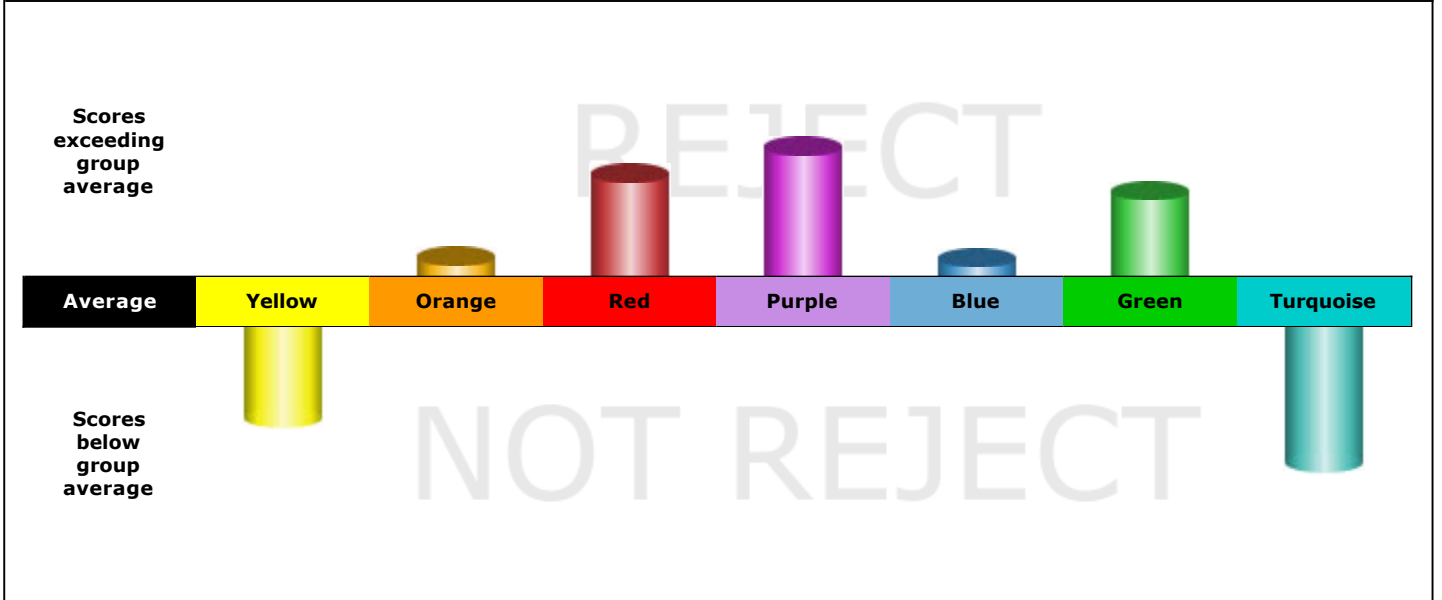 REJECT
Scores
exceeding
group
average
Average Yellow Orange Red Purple Blue Green Turquoise
NOT REJECT
Scores
below
group
average